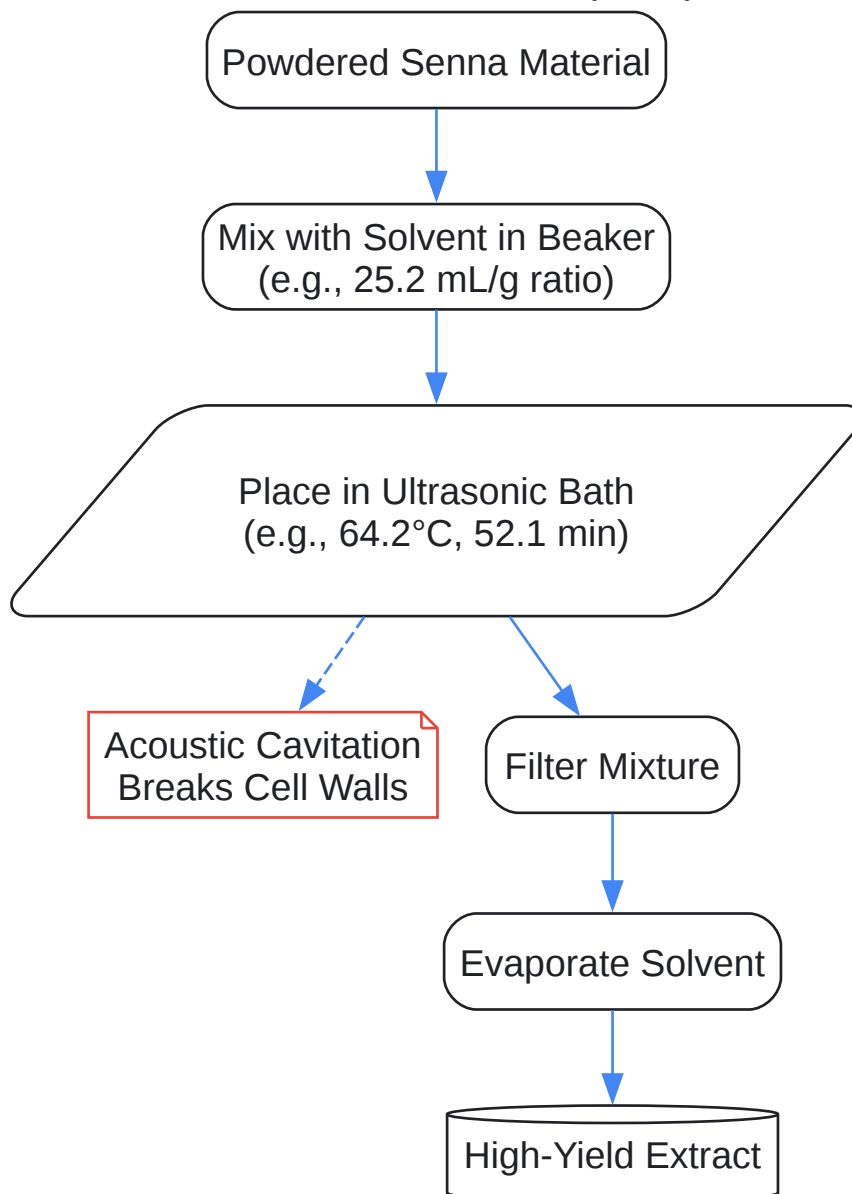 Powdered Senna Material
Mix with Solvent in Beaker
(e.g., 25.2 mL/g ratio)
Place in Ultrasonic Bath
(e.g., 64.2°C, 52.1 min)
Acoustic Cavitation
Breaks Cell Walls
Filter Mixture
Evaporate Solvent
High-Yield Extract